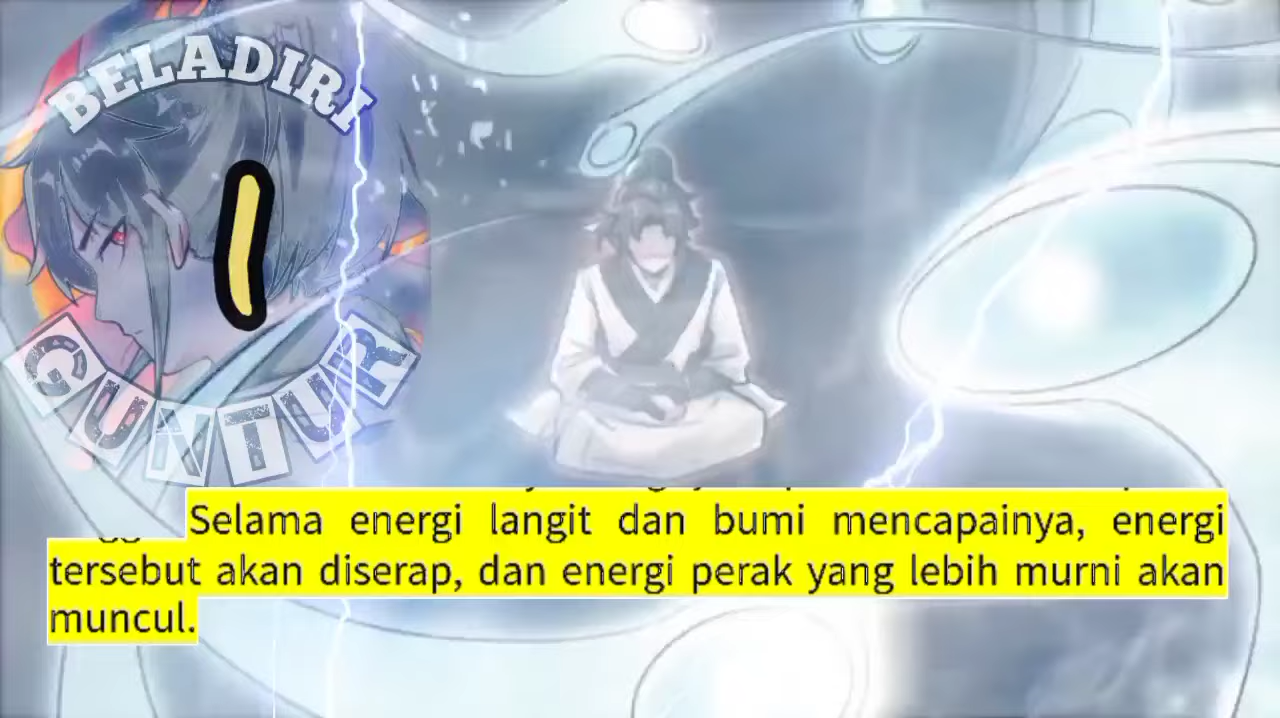 BELADIRI
1
GUNTUR
Selama energi langit dan bumi mencapainya, energi
tersebut akan diserap, dan energi perak yang lebih murni akan
muncul.